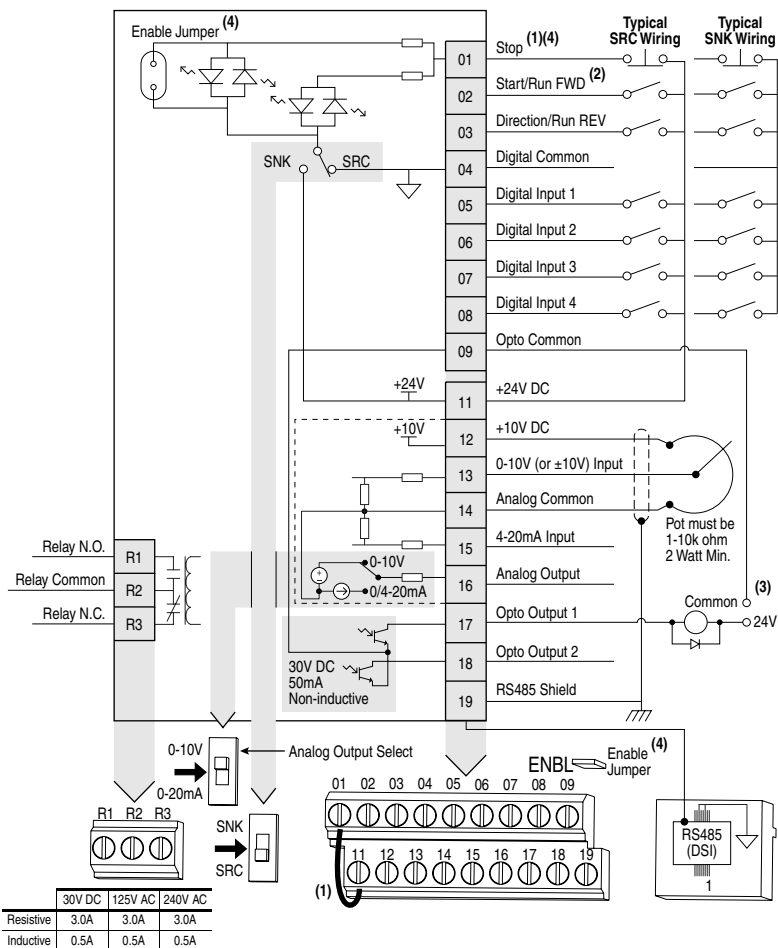 Enable Jumper (4)
Typical SRC Wiring
Typical SNK Wiring
01 Stop (1)(4)
02 Start/Run FWD (2)
03 Direction/Run REV
SNK SRC
04 Digital Common
05 Digital Input 1
06 Digital Input 2
07 Digital Input 3
08 Digital Input 4
09 Opto Common
+24V
11 +24V DC
+10V
12 +10V DC
13 0-10V (or ±10V) Input
14 Analog Common
Pot must be
1-10k ohm
2 Watt Min.
15 4-20mA Input
Relay N.O. R1
Relay Common R2
Relay N.C. R3
0-10V
0/4-20mA
16 Analog Output
Common (3)
24V
17 Opto Output 1
18 Opto Output 2
30V DC
50mA
Non-inductive
19 RS485 Shield
0-10V
0-20mA
Analog Output Select
ENBL Enable Jumper (4)
01 02 03 04 05 06 07 08 09
11 12 13 14 15 16 17 18 19
(1)
R1 R2 R3
SNK
SRC
RS485
(DSI)
1
30V DC 125V AC 240V AC
Resistive 3.0A 3.0A 3.0A
Inductive 0.5A 0.5A 0.5A